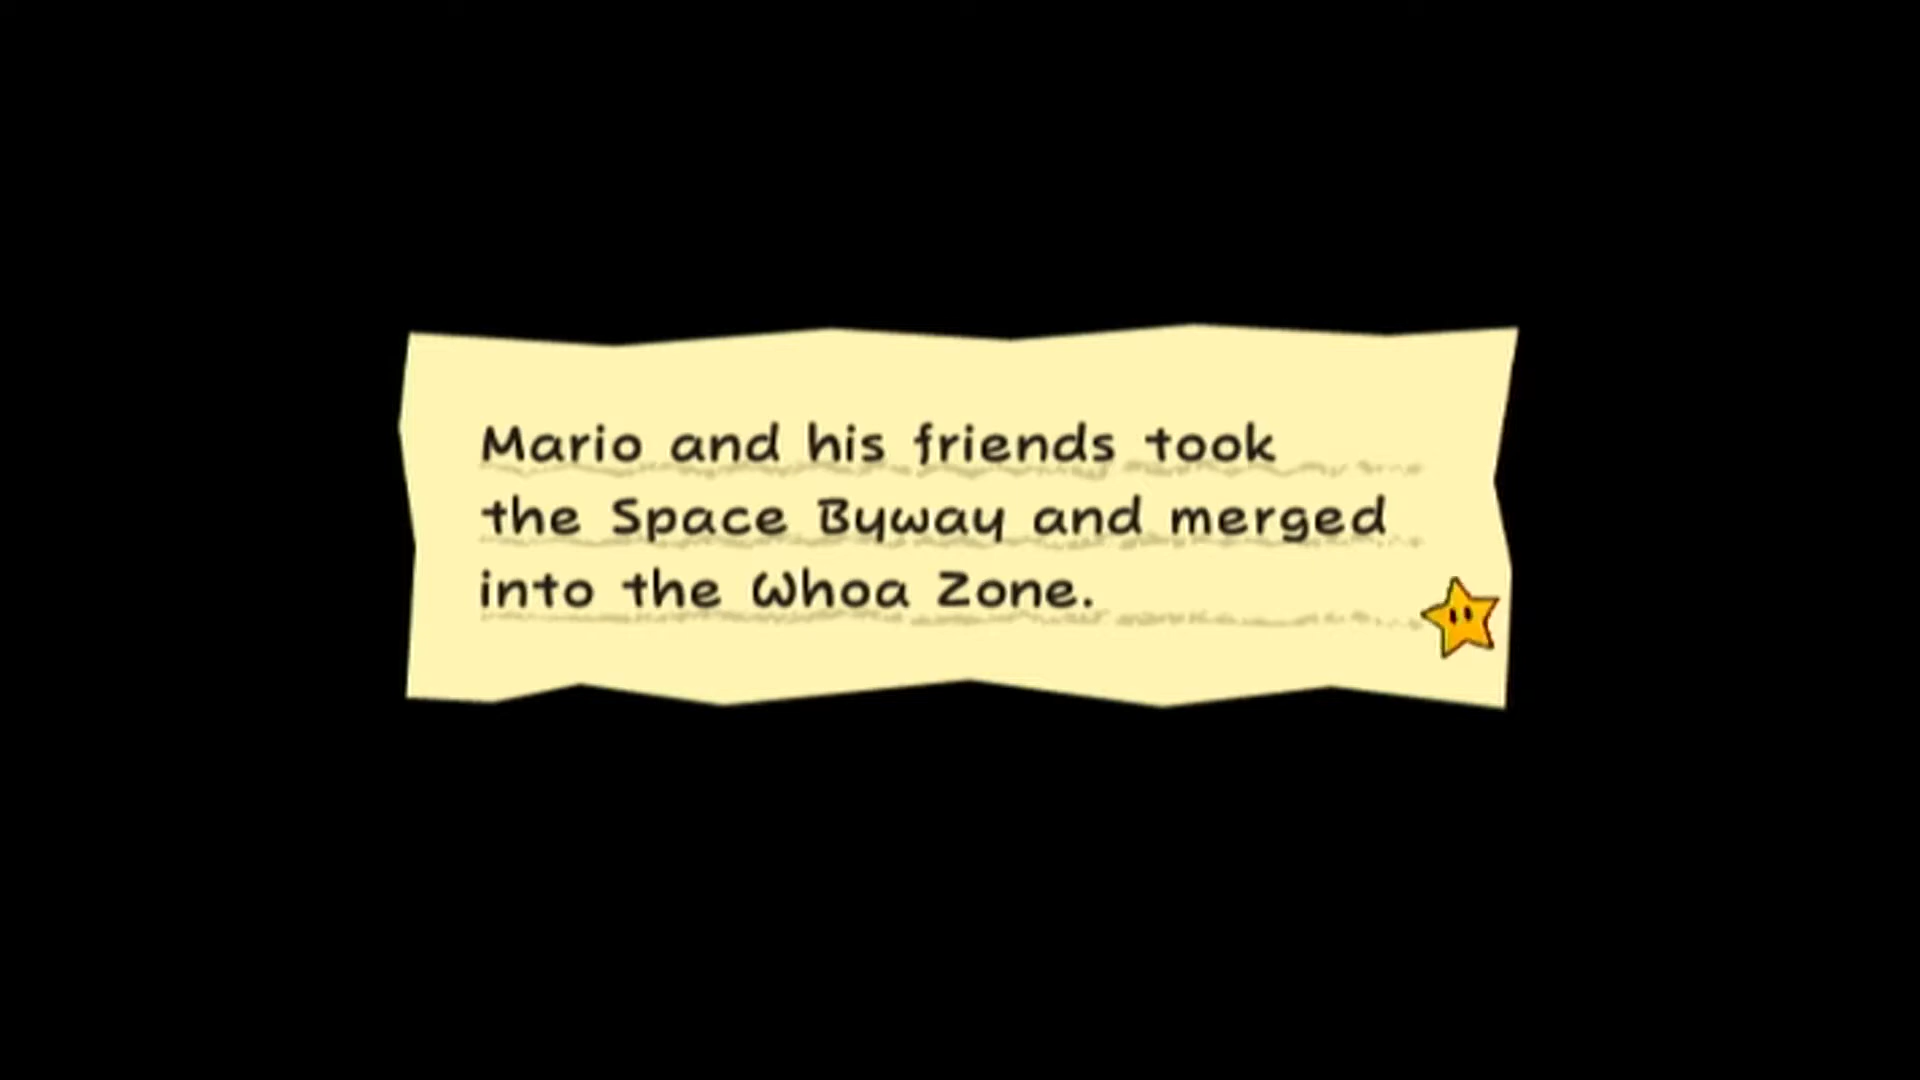 Mario and his friends took
the Space Byway and merged
into the Whoa Zone.